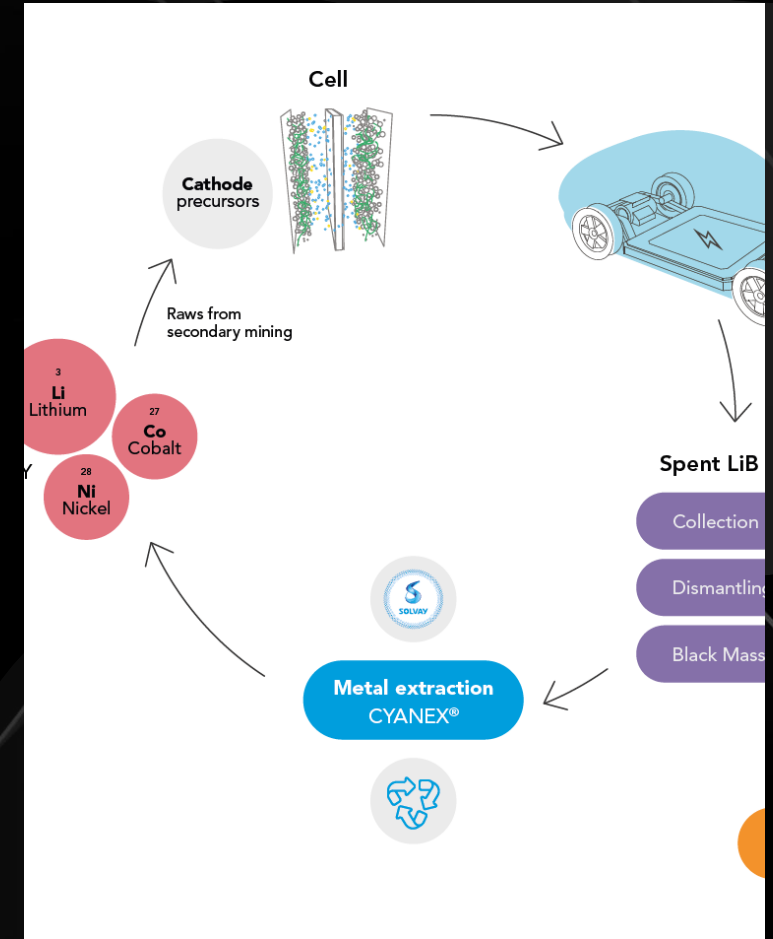 Cell
Cathode
precursors
Raws from
secondary mining
3
Li
Lithium
27
Co
Cobalt
28
Ni
Nickel
Y
Spent LiB
Collection
Dismantling
Black Mass
SOLVAY
Metal extraction
CYANEX®